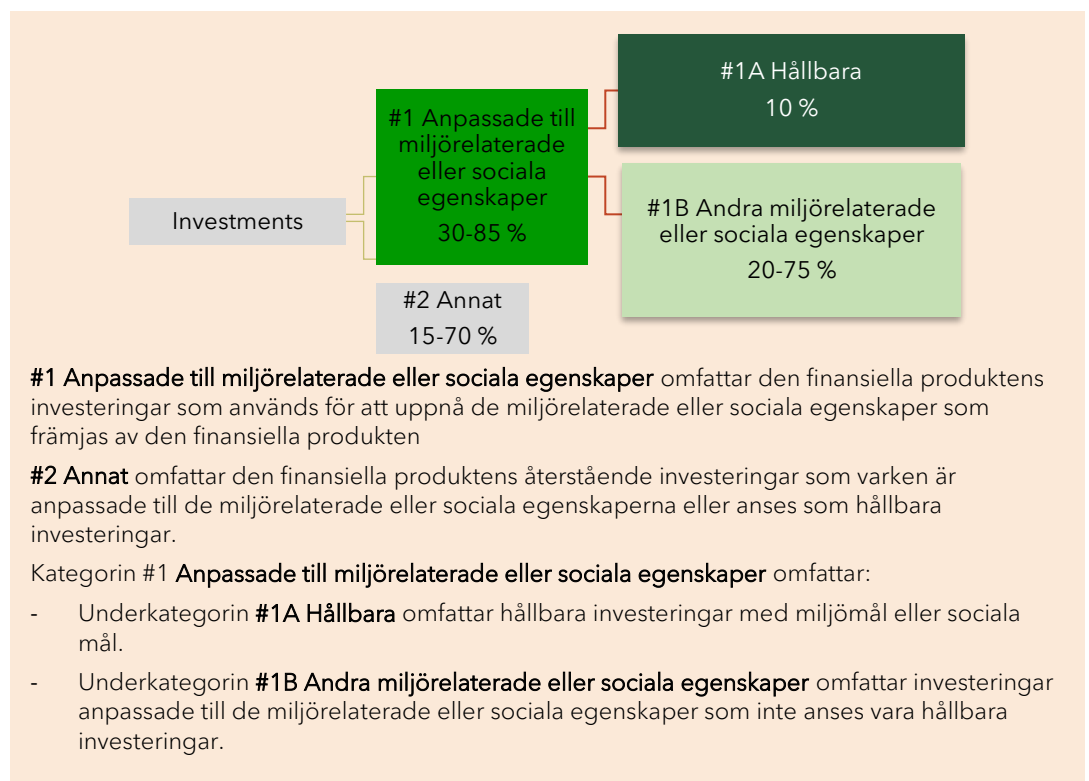 #1A Hållbara
10 %
#1 Anpassade till
miljörelaterade
eller sociala
egenskaper
30-85 %
#1B Andra miljörelaterade
eller sociala egenskaper
20-75 %
Investments
#2 Annat
15-70 %
#1 Anpassade till miljörelaterade eller sociala egenskaper omfattar den finansiella produktens
investeringar som används för att uppnå de miljörelaterade eller sociala egenskaper som
främjas av den finansiella produkten
#2 Annat omfattar den finansiella produktens återstående investeringar som varken är
anpassade till de miljörelaterade eller sociala egenskaperna eller anses som hållbara
investeringar.
Kategorin #1 Anpassade till miljörelaterade eller sociala egenskaper omfattar:
- Underkategorin #1A Hållbara omfattar hållbara investeringar med miljömål eller sociala
mål.
- Underkategorin #1B Andra miljörelaterade eller sociala egenskaper omfattar investeringar
anpassade till de miljörelaterade eller sociala egenskaper som inte anses vara hållbara
investeringar.